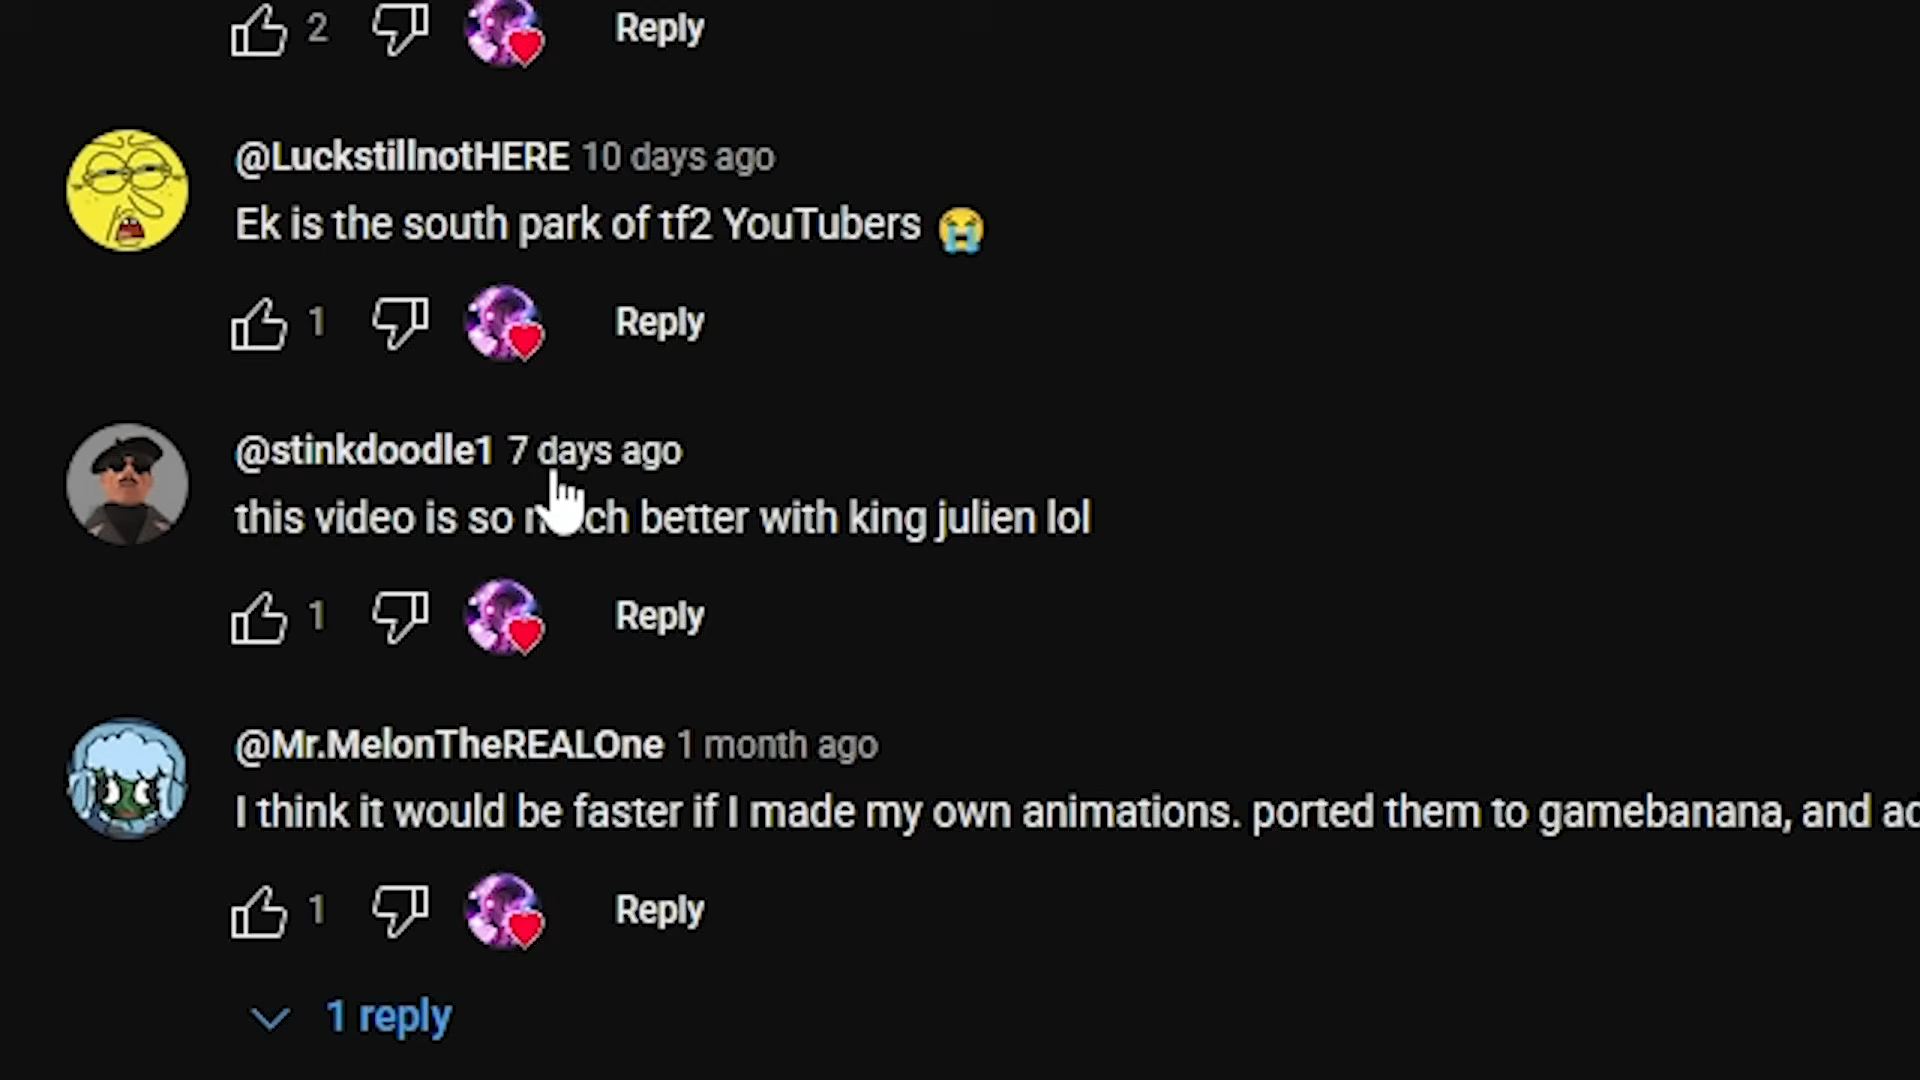 2 Reply
@LuckstillnotHERE 10 days ago
Ek is the south park of tf2 YouTubers 😭
1 Reply
@stinkdoodle1 7 days ago
this video is so much better with king julien lol
1 Reply
@Mr.MelonTheREALOne 1 month ago
I think it would be faster if I made my own animations. ported them to gamebanana, and
1 Reply
1 reply